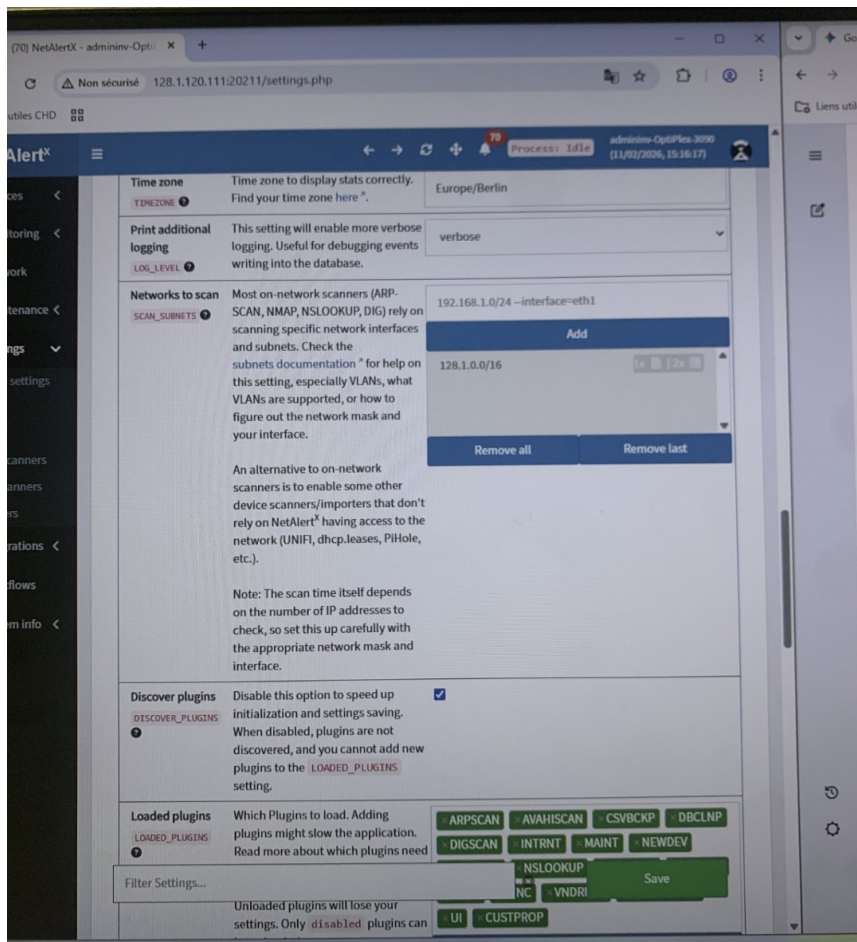 (70) NetAlertX - admininv-Opti
Non sécurisé 128.1.120.111:20211/settings.php
utiles CHD
Liens util
Go
Alertˣ
70
Process: Idle
admininv-OptiPlex-3090
(11/02/2026, 15:16:17)
ces
itoring
work
tenance
ngs
settings
canners
anners
ers
rations
flows
m info
Time zone
TIMEZONE
Time zone to display stats correctly.
Find your time zone here.
Europe/Berlin
Print additional
logging
LOG_LEVEL
This setting will enable more verbose
logging. Useful for debugging events
writing into the database.
verbose
Networks to scan
SCAN_SUBNETS
Most on-network scanners (ARP-
SCAN, NMAP, NSLOOKUP, DIG) rely on
scanning specific network interfaces
and subnets. Check the
subnets documentation for help on
this setting, especially VLANs, what
VLANs are supported, or how to
figure out the network mask and
your interface.
An alternative to on-network
scanners is to enable some other
device scanners/importers that don't
rely on NetAlertˣ having access to the
network (UNIFI, dhcp.leases, PiHole,
etc.).
Note: The scan time itself depends
on the number of IP addresses to
check, so set this up carefully with
the appropriate network mask and
interface.
192.168.1.0/24 --interface=eth1
Add
128.1.0.0/16
1x | 2x
Remove all
Remove last
Discover plugins
DISCOVER_PLUGINS
Disable this option to speed up
initialization and settings saving.
When disabled, plugins are not
discovered, and you cannot add new
plugins to the LOADED_PLUGINS
setting.
Loaded plugins
LOADED_PLUGINS
Which Plugins to load. Adding
plugins might slow the application.
Read more about which plugins need
Unloaded plugins will lose your
settings. Only disabled plugins can
ARPSCAN AVAHISCAN CSVBCKP DBCLNP
DIGSCAN INTRNT MAINT NEWDEV
NSLOOKUP
NC VNDRI
UI CUSTPROP
Filter Settings...
Save